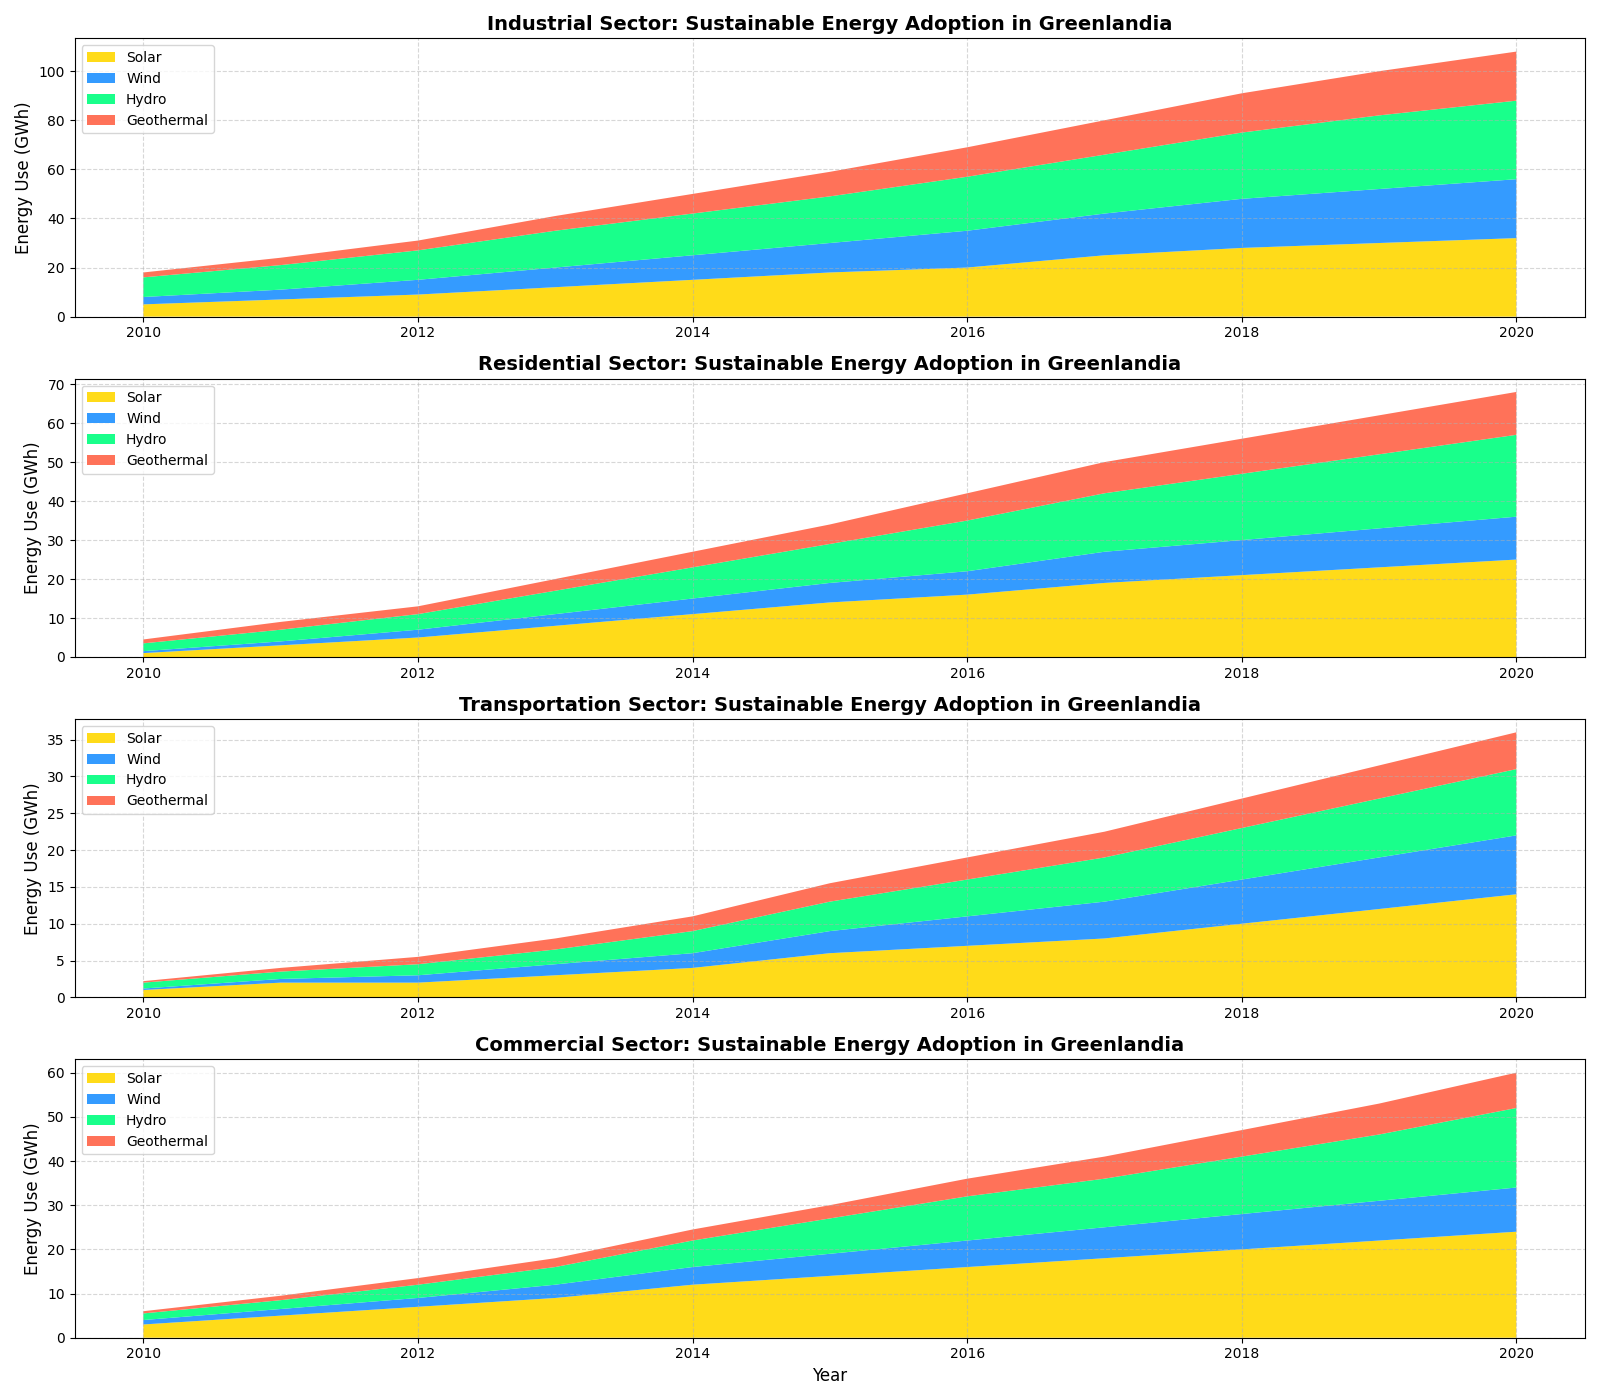 Industrial Sector: Sustainable Energy Adoption in Greenlandia
Solar
Wind
Hydro
Geothermal
Energy Use (GWh)
100
80
60
40
20
0
2010 2012 2014 2016 2018 2020
Residential Sector: Sustainable Energy Adoption in Greenlandia
Solar
Wind
Hydro
Geothermal
Energy Use (GWh)
70
60
50
40
30
20
10
0
2010 2012 2014 2016 2018 2020
Transportation Sector: Sustainable Energy Adoption in Greenlandia
Solar
Wind
Hydro
Geothermal
Energy Use (GWh)
35
30
25
20
15
10
5
0
2010 2012 2014 2016 2018 2020
Commercial Sector: Sustainable Energy Adoption in Greenlandia
Solar
Wind
Hydro
Geothermal
Energy Use (GWh)
60
50
40
30
20
10
0
2010 2012 2014 2016 2018 2020
Year